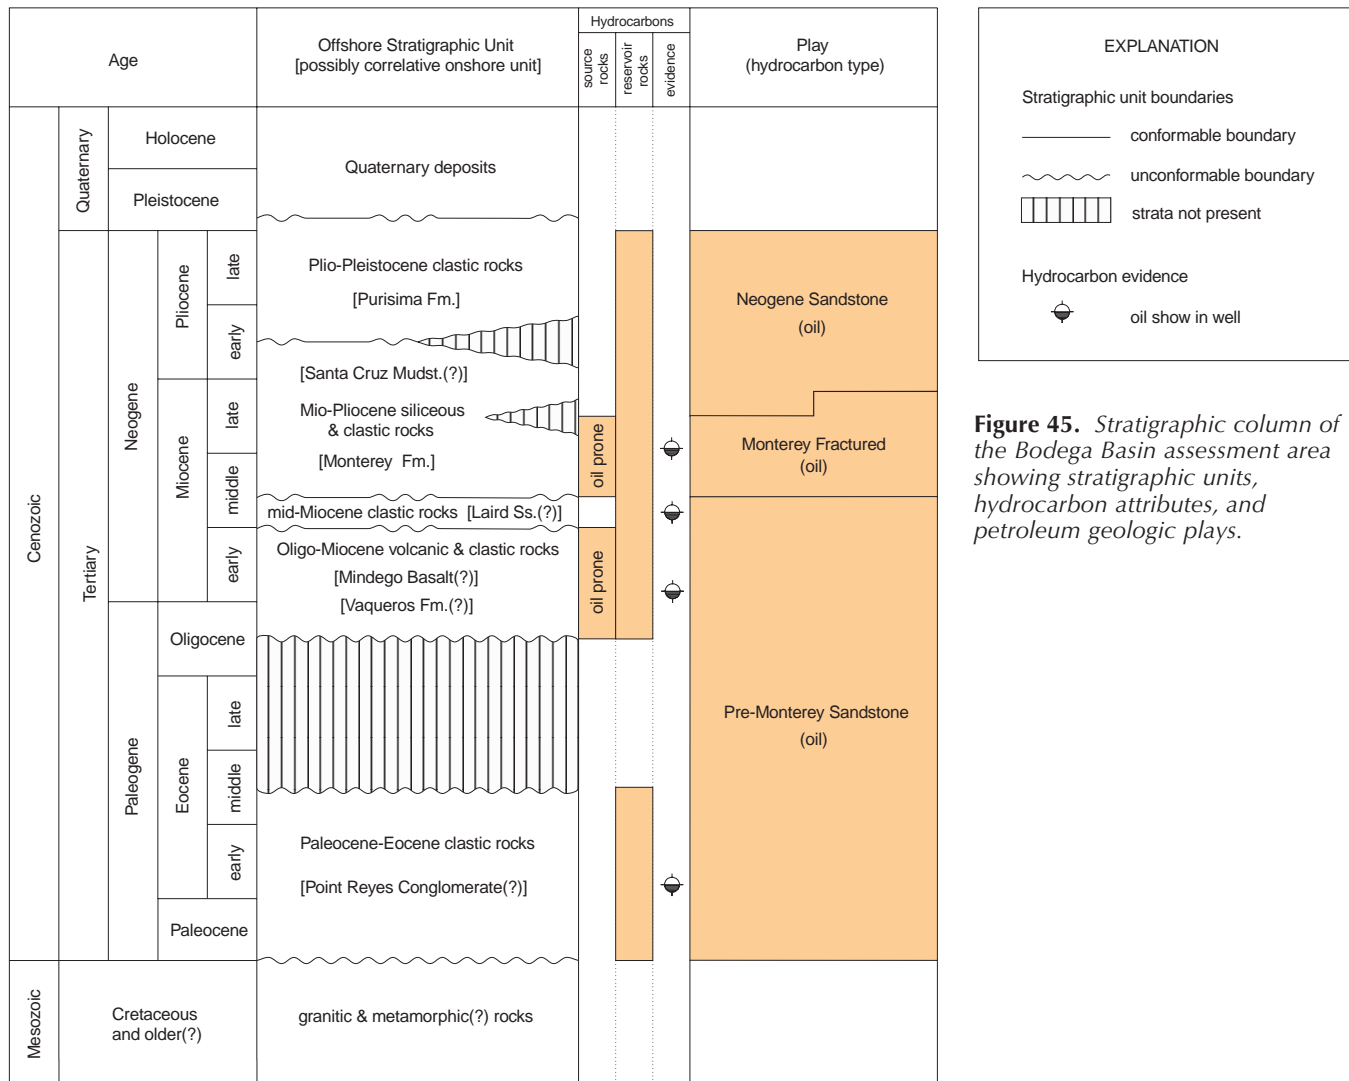 Age
Offshore Stratigraphic Unit
[possibly correlative onshore unit]
Hydrocarbons
source
rocks
reservoir
rocks
evidence
Play
(hydrocarbon type)
Cenozoic
Quaternary
Holocene
Pleistocene
Quaternary deposits
Tertiary
Neogene
Pliocene
late
early
Plio-Pleistocene clastic rocks
[Purisima Fm.]
[Santa Cruz Mudst.(?)]
Neogene Sandstone
(oil)
Miocene
late
middle
early
Mio-Pliocene siliceous
& clastic rocks
[Monterey Fm.]
oil prone
Monterey Fractured
(oil)
mid-Miocene clastic rocks [Laird Ss.(?)]
Oligo-Miocene volcanic & clastic rocks
[Mindego Basalt(?)]
[Vaqueros Fm.(?)]
oil prone
Paleogene
Oligocene
Eocene
late
middle
early
Paleocene
Pre-Monterey Sandstone
(oil)
Paleocene-Eocene clastic rocks
[Point Reyes Conglomerate(?)]
Mesozoic
Cretaceous
and older(?)
granitic & metamorphic(?) rocks
EXPLANATION
Stratigraphic unit boundaries
conformable boundary
unconformable boundary
strata not present
Hydrocarbon evidence
oil show in well
Figure 45. Stratigraphic column of
the Bodega Basin assessment area
showing stratigraphic units,
hydrocarbon attributes, and
petroleum geologic plays.